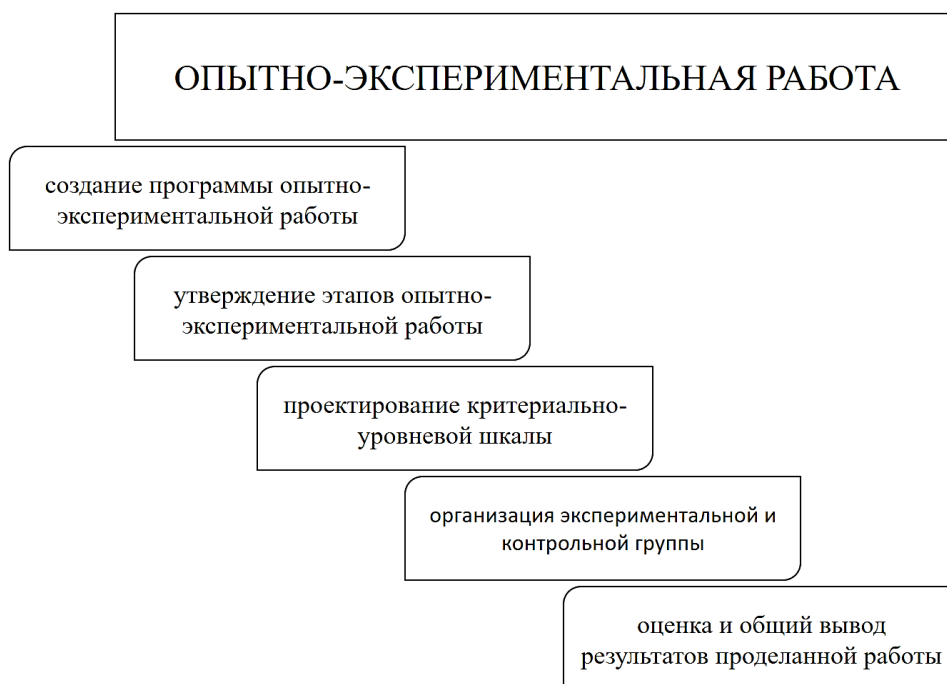 ОПЫТНО-ЭКСПЕРИМЕНТАЛЬНАЯ РАБОТА
создание программы опытно-
экспериментальной работы
утверждение этапов опытно-
экспериментальной работы
проектирование критериально-
уровневой шкалы
организация экспериментальной и
контрольной группы
оценка и общий вывод
результатов проделанной работы